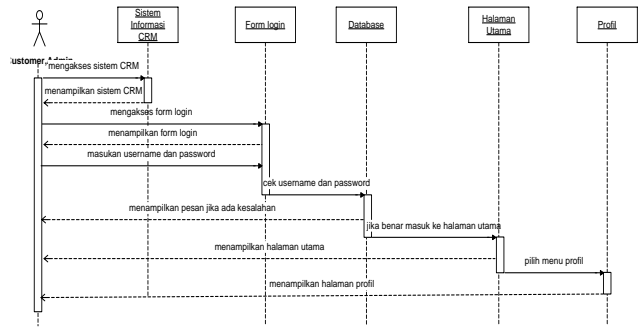 Sistem
Informasi
CRM
Form login
Database
Halaman
Utama
Profil
ustomer,Admin
mengakses sistem CRM
menampilkan sistem CRM
mengakses form login
menampilkan form login
masukan username dan password
cek username dan password
menampilkan pesan jika ada kesalahan
jika benar masuk ke halaman utama
menampilkan halaman utama
pilih menu profil
menampilkan halaman profil